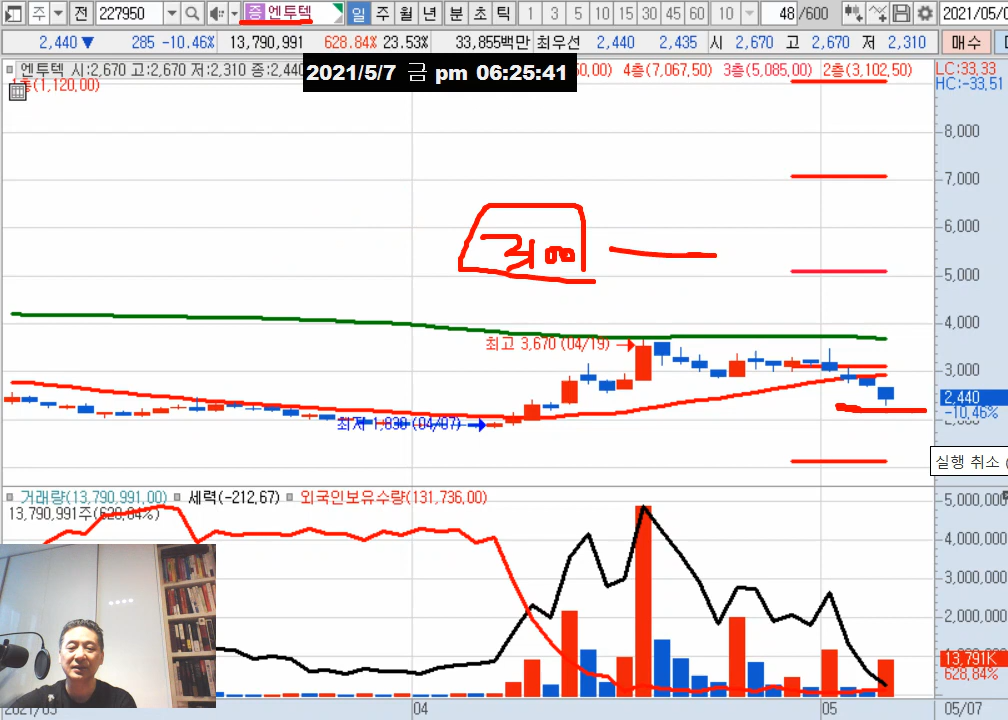 주 전 227950 증 엔투텍 일 주 월 년 분 초 틱 1 3 5 10 15 30 45 60 10 48 /600 2021/05/0
2,440 ▼ 285 -10.46% 13,790,991 628.84% 23.53% 33,855백만 최우선 2,440 2,435 시 2,670 고 2,670 저 2,310 매수
엔투텍 시:2,670 고:2,670 저:2,310 종:2,440
2021/5/7 금 pm 06:25:41
4층(7,067,50) 3층(5,085,00) 2층(3,102,50)
(1,120,00)
LC:33,33
HC:-33,51
8,000
7,000
6,000
5,000
4,000
최고 3,670 (04/19) →
3,000
2,440
-10,46%
최저 1,830 (04/07) →
실행 취소 (
거래량(13,790,991,00) 세력(-212,67) 외국인보유수량(131,736,00)
13,790,991주(628,84%)
5,000,000
4,000,000
3,000,000
2,000,000
13,791K
628,84%
2021/03 04 05 05/07